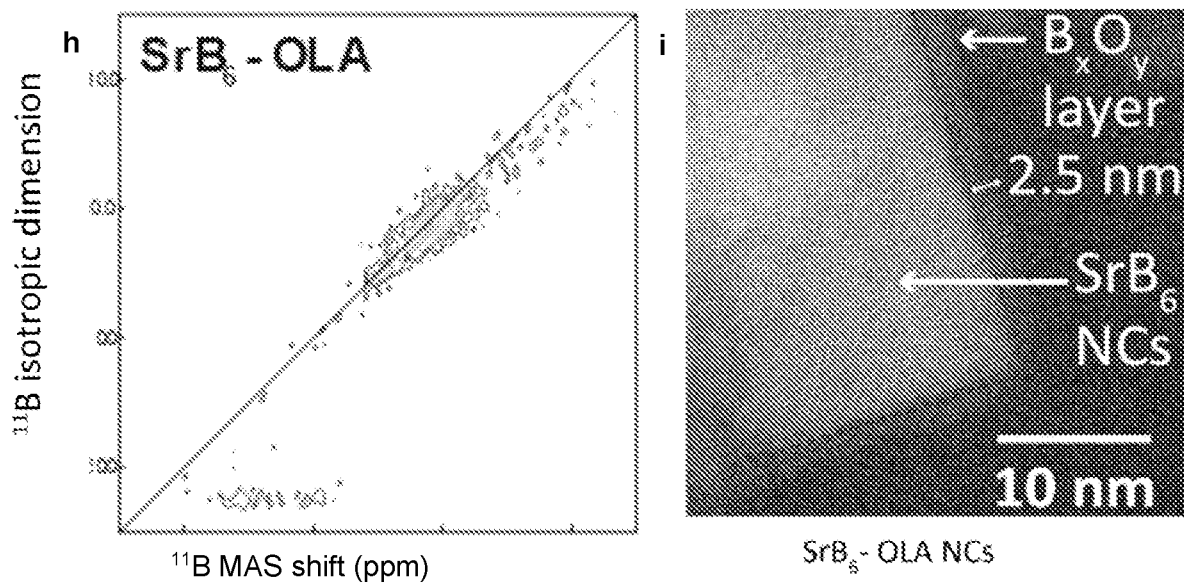 h
SrB₆ - OLA
¹¹B isotropic dimension
¹¹B MAS shift (ppm)
i
BₓOᵧ
layer
2.5 nm
SrB₆
NCs
10 nm
SrB₆- OLA NCs